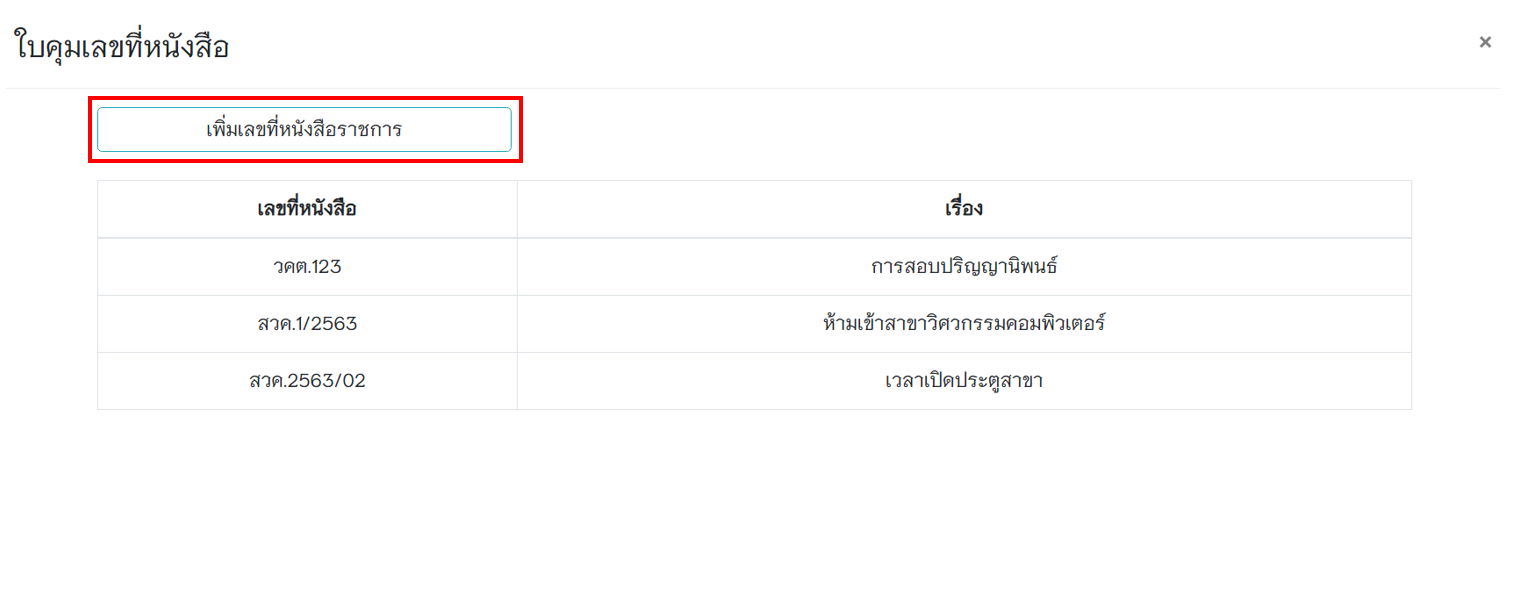 ใบคุมเลขที่หนังสือ
×
เพิ่มเลขที่หนังสือราชการ
เลขที่หนังสือ เรื่อง
วคต.123 การสอบปริญญานิพนธ์
สวค.1/2563 ห้ามเข้าสาขาวิศวกรรมคอมพิวเตอร์
สวค.2563/02 เวลาเปิดประตูสาขา